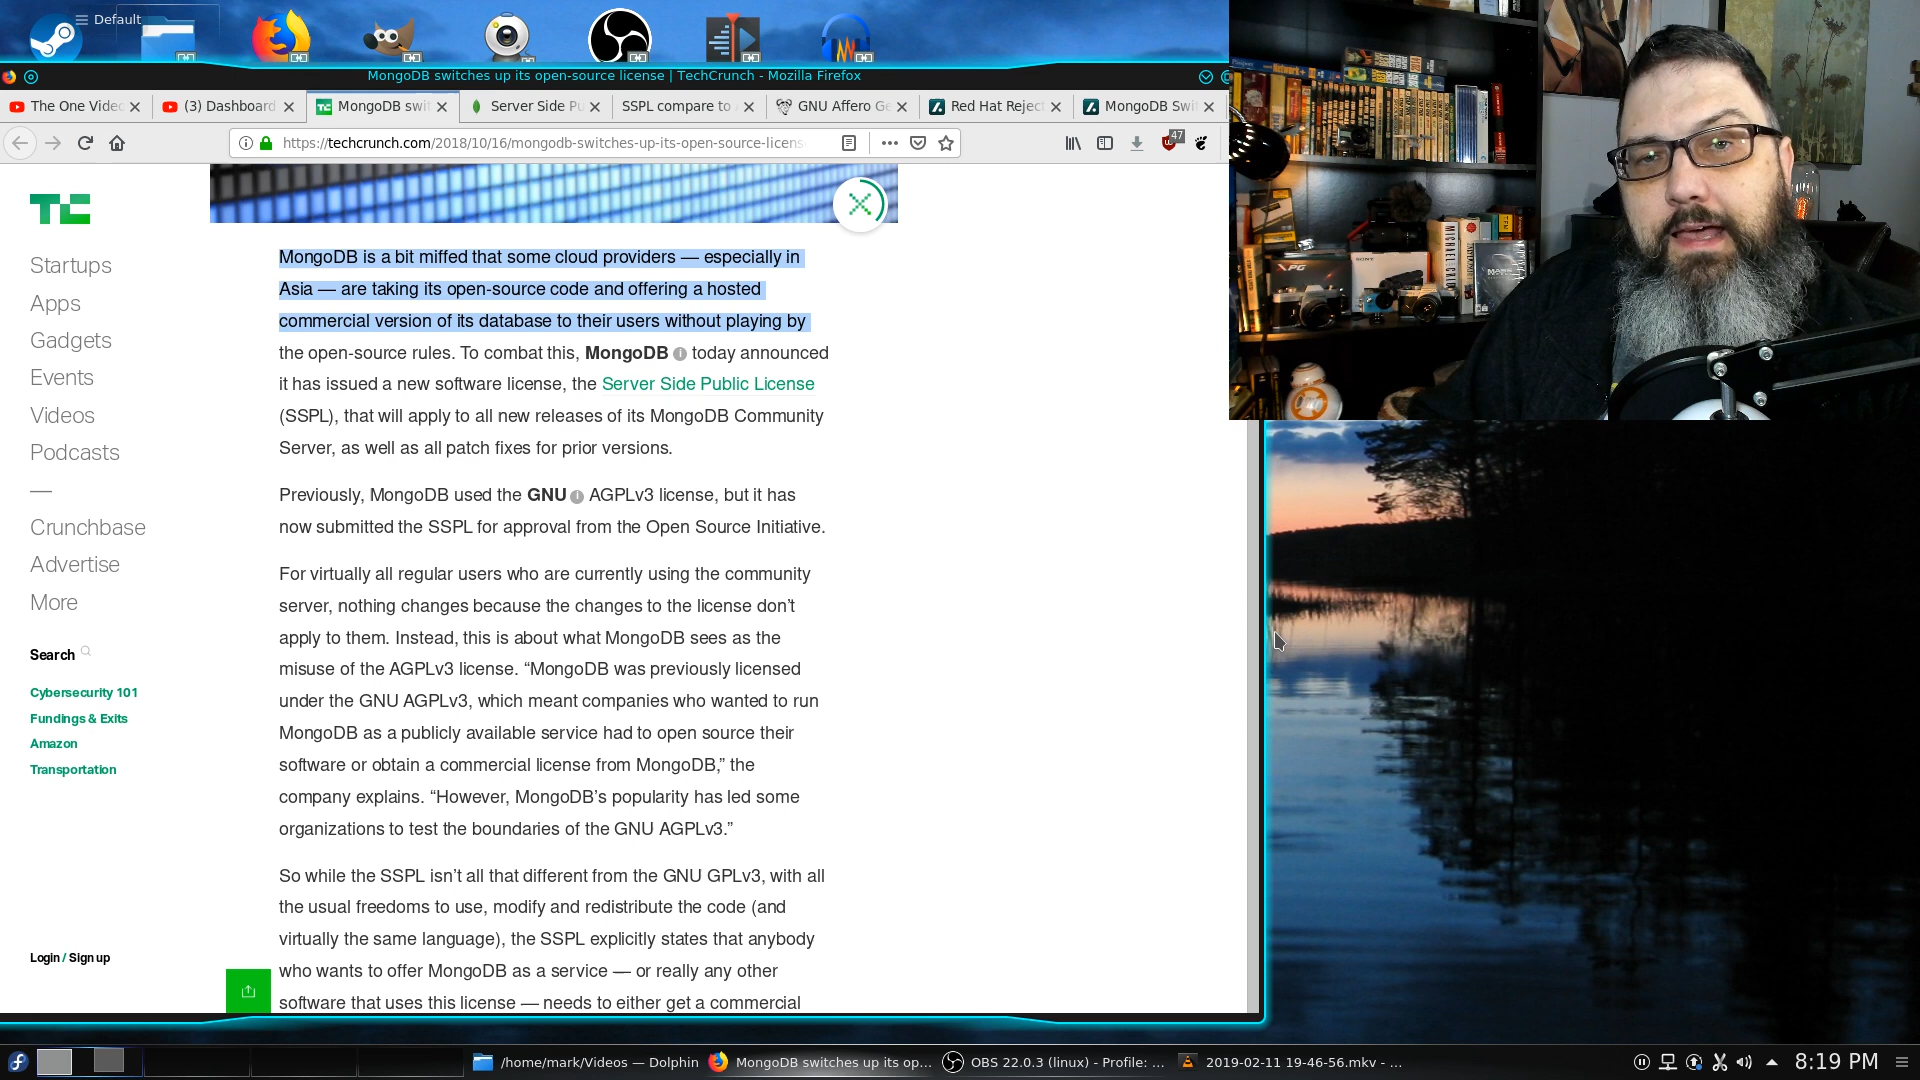 Default
MongoDB switches up its open-source license | TechCrunch - Mozilla Firefox
The One Videc
(3) Dashboard
MongoDB swit
Server Side Pu
SSPL compare to
GNU Affero Ge
Red Hat Reject
MongoDB Swi
https://techcrunch.com/2018/10/16/mongodb-switches-up-its-open-source-licens
47
TC
Startups
Apps
Gadgets
Events
Videos
Podcasts
—
Crunchbase
Advertise
More
Search
Cybersecurity 101
Fundings & Exits
Amazon
Transportation
Login / Sign up
MongoDB is a bit miffed that some cloud providers — especially in
Asia — are taking its open-source code and offering a hosted
commercial version of its database to their users without playing by
the open-source rules. To combat this, MongoDB today announced
it has issued a new software license, the Server Side Public License
(SSPL), that will apply to all new releases of its MongoDB Community
Server, as well as all patch fixes for prior versions.
Previously, MongoDB used the GNU AGPLv3 license, but it has
now submitted the SSPL for approval from the Open Source Initiative.
For virtually all regular users who are currently using the community
server, nothing changes because the changes to the license don’t
apply to them. Instead, this is about what MongoDB sees as the
misuse of the AGPLv3 license. “MongoDB was previously licensed
under the GNU AGPLv3, which meant companies who wanted to run
MongoDB as a publicly available service had to open source their
software or obtain a commercial license from MongoDB,” the
company explains. “However, MongoDB’s popularity has led some
organizations to test the boundaries of the GNU AGPLv3.”
So while the SSPL isn’t all that different from the GNU GPLv3, with all
the usual freedoms to use, modify and redistribute the code (and
virtually the same language), the SSPL explicitly states that anybody
who wants to offer MongoDB as a service — or really any other
software that uses this license — needs to either get a commercial
XPG
SONY
/home/mark/Videos — Dolphin
MongoDB switches up its op...
OBS 22.0.3 (linux) - Profile: ...
2019-02-11 19-46-56.mkv - ...
8:19 PM